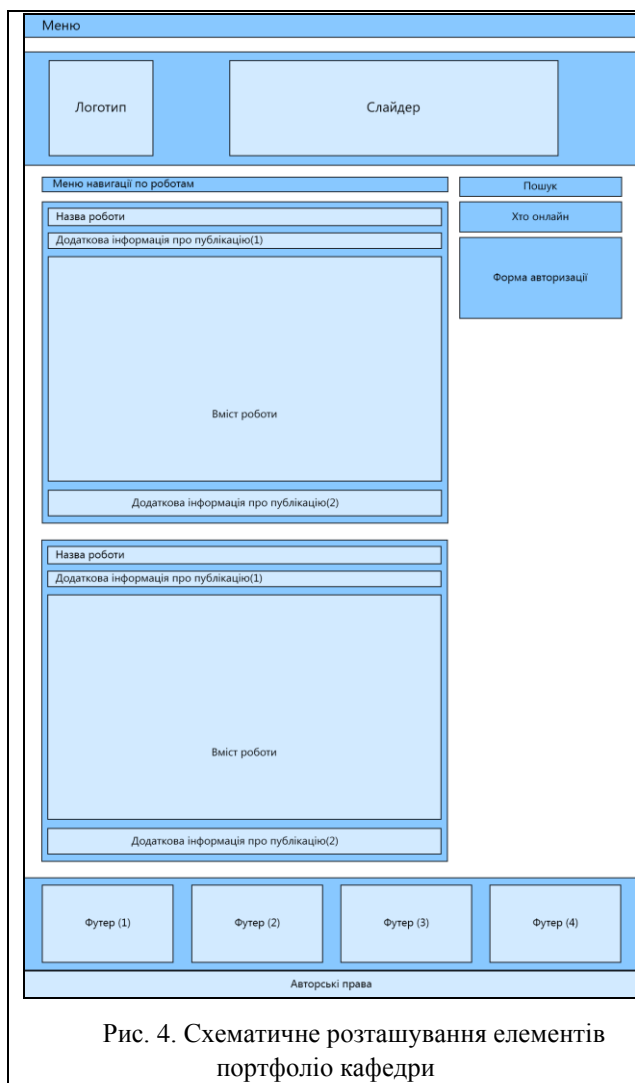 Меню
Логотип
Слайдер
Меню навигації по роботам
Пошук
Назва роботи
Хто онлайн
Додаткова інформація про публікацію(1)
Форма авторизації
Вміст роботи
Додаткова інформація про публікацію(2)
Назва роботи
Додаткова інформація про публікацію(1)
Вміст роботи
Додаткова інформація про публікацію(2)
Футер (1)
Футер (2)
Футер (3)
Футер (4)
Авторські права
Рис. 4. Схематичне розташування елементів
портфоліо кафедри